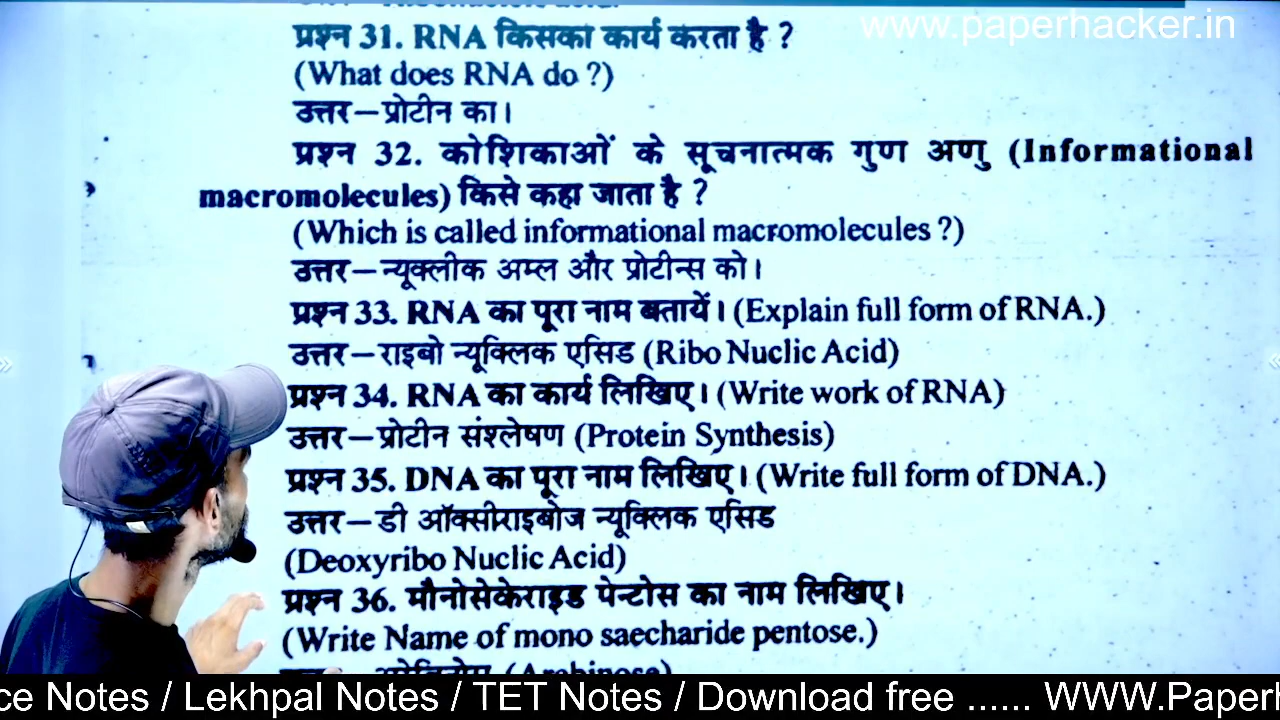 www.paperhacker.in
प्रश्न 31. RNA किसका कार्य करता है ?
(What does RNA do ?)
उत्तर–प्रोटीन का।
प्रश्न 32. कोशिकाओं के सूचनात्मक गुण अणु (Informational
macromolecules) किसे कहा जाता है ?
(Which is called informational macromolecules ?)
उत्तर–न्यूक्लीक अम्ल और प्रोटीन्स को।
प्रश्न 33. RNA का पूरा नाम बतायें। (Explain full form of RNA.)
उत्तर–राइबो न्यूक्लिक एसिड (Ribo Nuclic Acid)
प्रश्न 34. RNA का कार्य लिखिए। (Write work of RNA)
उत्तर–प्रोटीन संश्लेषण (Protein Synthesis)
प्रश्न 35. DNA का पूरा नाम लिखिए। (Write full form of DNA.)
उत्तर–डी ऑक्सीराइबोज न्यूक्लिक एसिड
(Deoxyribo Nuclic Acid)
प्रश्न 36. मौनोसेकेराइड पेन्टोस का नाम लिखिए।
(Write Name of mono saecharide pentose.)
(Arabinose)
ce Notes / Lekhpal Notes / TET Notes / Download free ...... WWW.Paperh